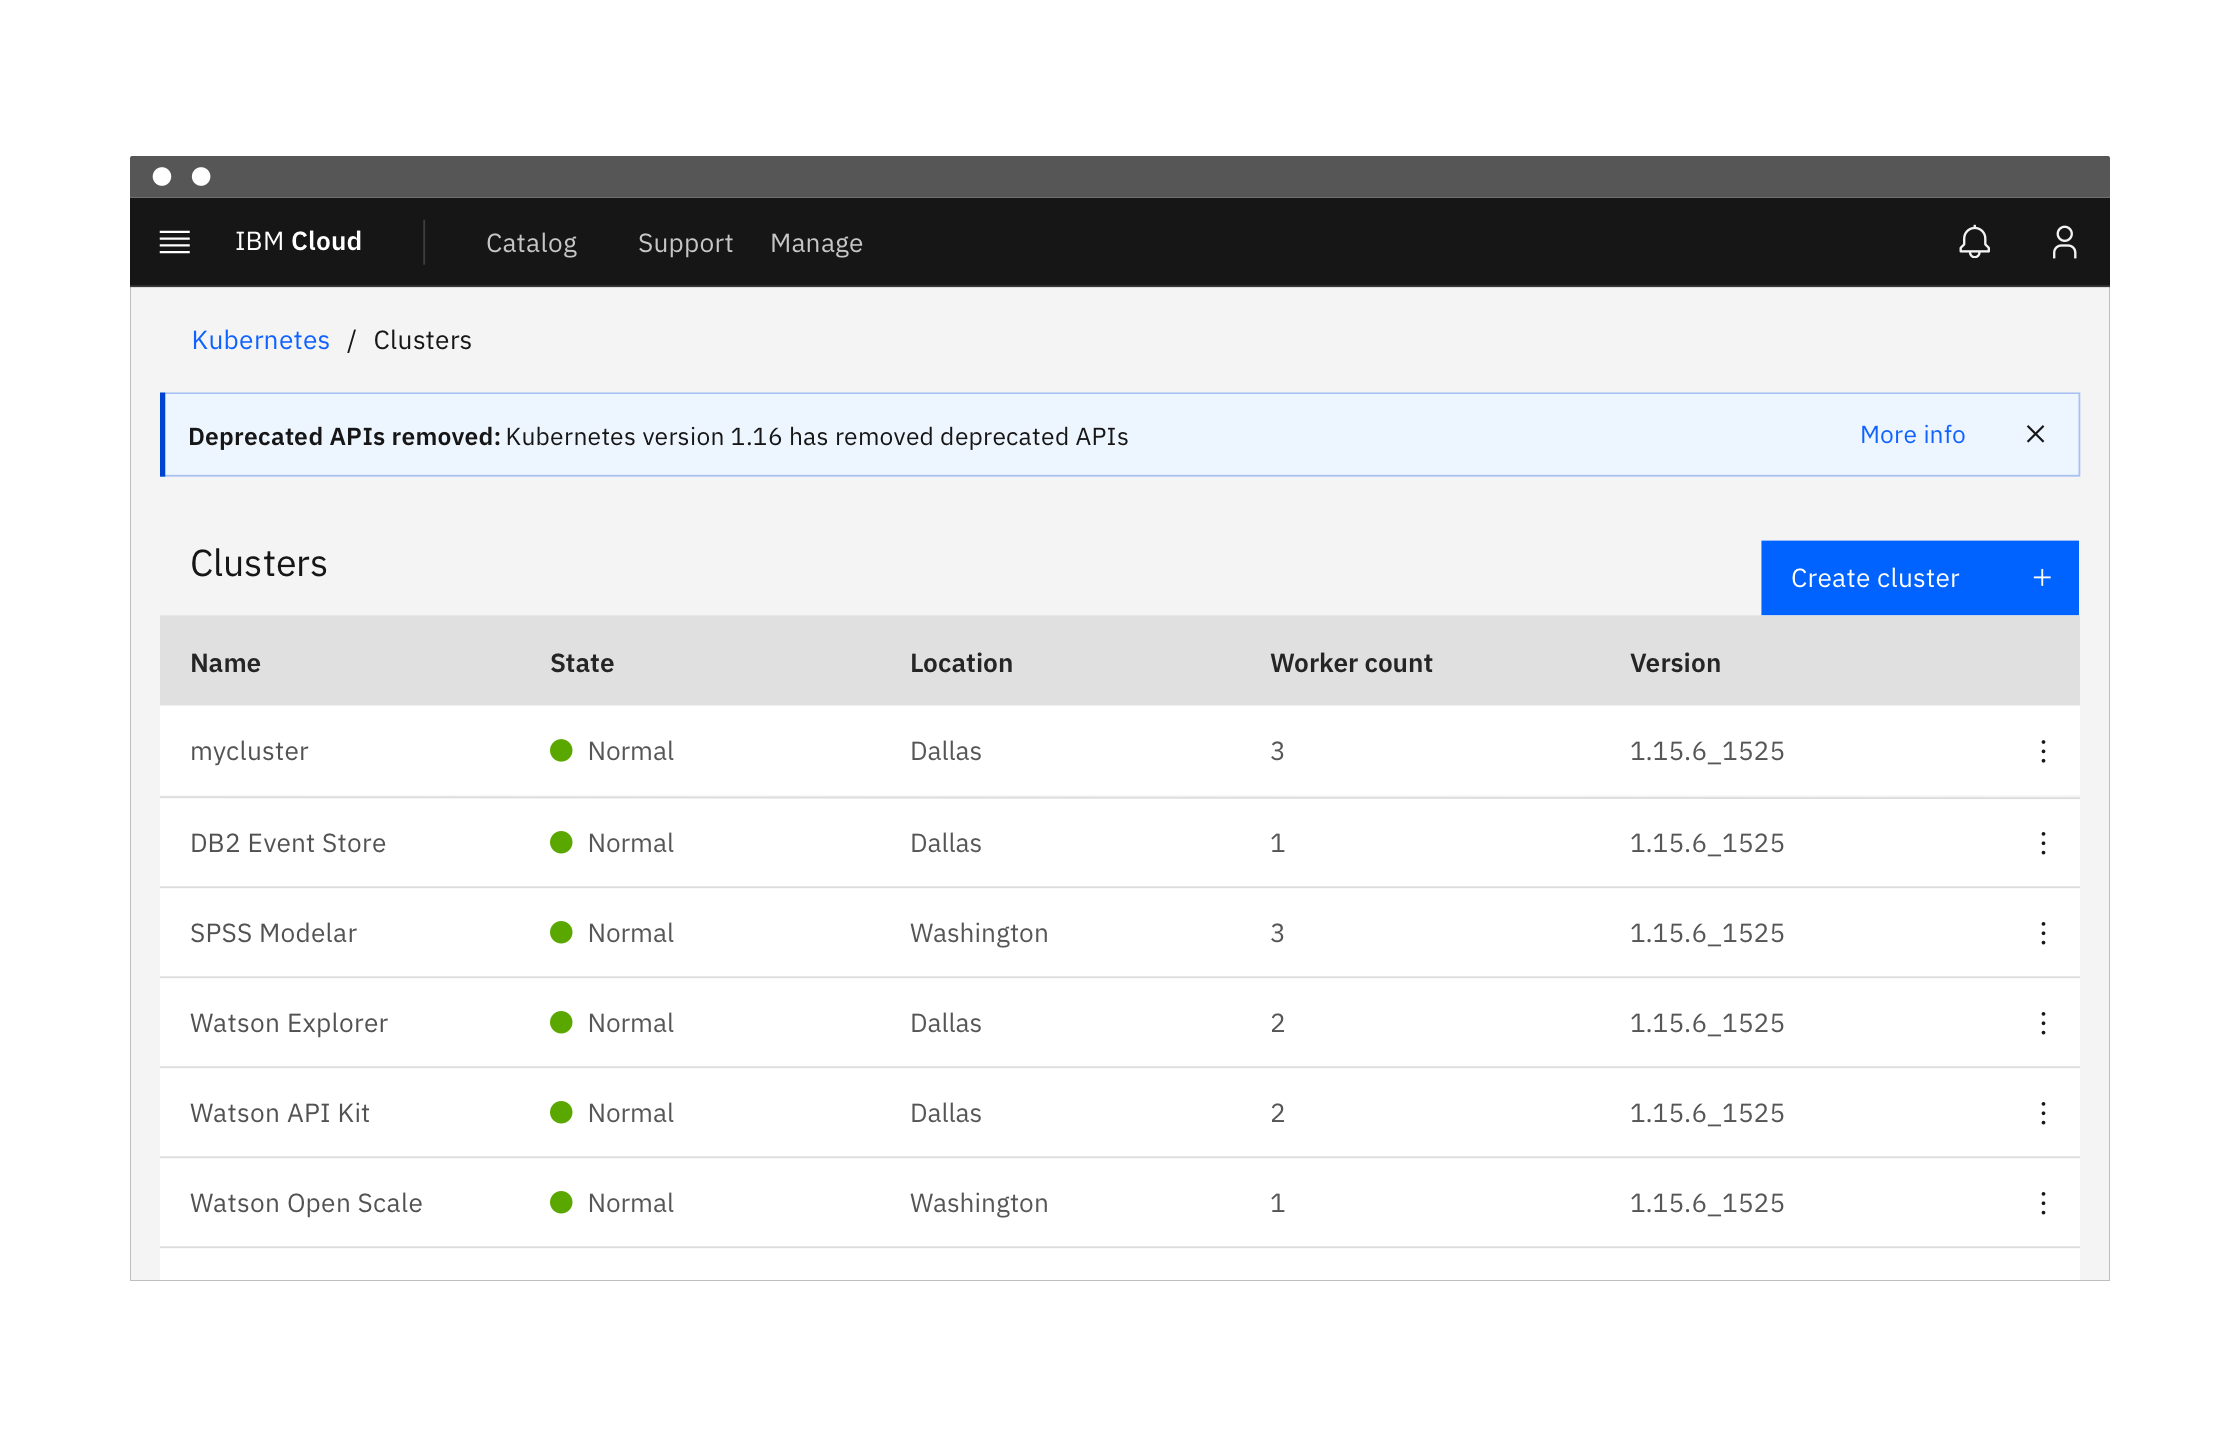 IBM Cloud Catalog Support Manage
Kubernetes / Clusters
Deprecated APIs removed: Kubernetes version 1.16 has removed deprecated APIs More info
Clusters
Create cluster +
Name State Location Worker count Version
mycluster Normal Dallas 3 1.15.6_1525
DB2 Event Store Normal Dallas 1 1.15.6_1525
SPSS Modelar Normal Washington 3 1.15.6_1525
Watson Explorer Normal Dallas 2 1.15.6_1525
Watson API Kit Normal Dallas 2 1.15.6_1525
Watson Open Scale Normal Washington 1 1.15.6_1525